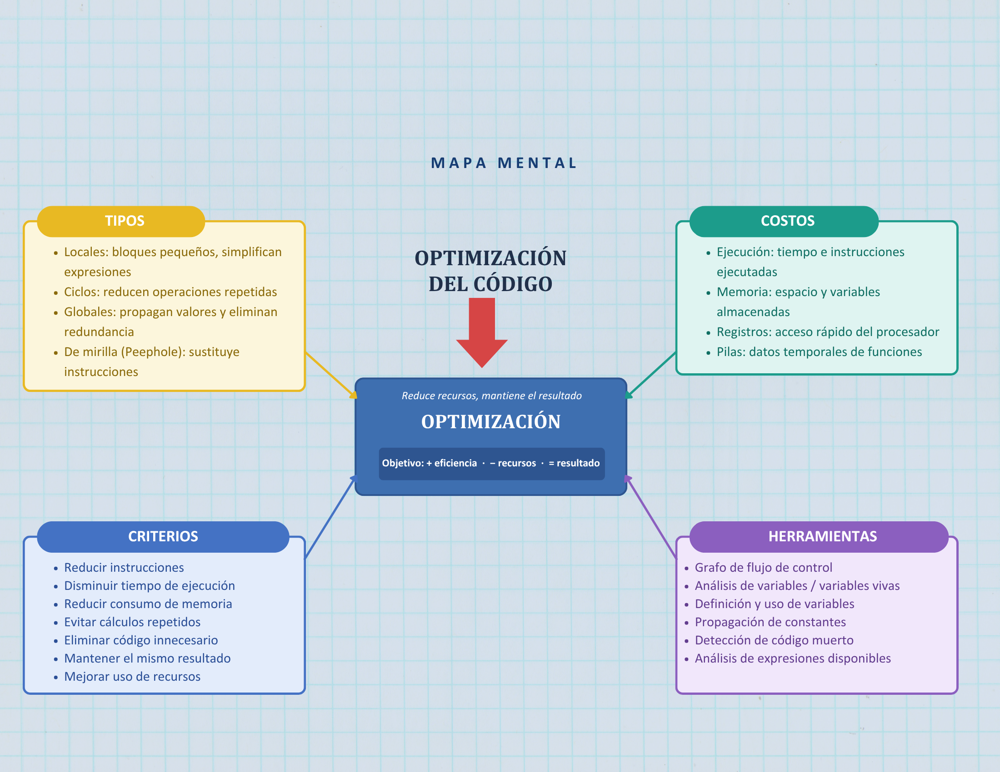 MAPA MENTAL
OPTIMIZACIÓN
DEL CÓDIGO
TIPOS
• Locales: bloques pequeños, simplifican
expresiones
• Ciclos: reducen operaciones repetidas
• Globales: propagan valores y eliminan
redundancia
• De mirilla (Peephole): sustituye
instrucciones
COSTOS
• Ejecución: tiempo e instrucciones
ejecutadas
• Memoria: espacio y variables
almacenadas
• Registros: acceso rápido del procesador
• Pilas: datos temporales de funciones
Reduce recursos, mantiene el resultado
OPTIMIZACIÓN
Objetivo: + eficiencia · − recursos · = resultado
CRITERIOS
• Reducir instrucciones
• Disminuir tiempo de ejecución
• Reducir consumo de memoria
• Evitar cálculos repetidos
• Eliminar código innecesario
• Mantener el mismo resultado
• Mejorar uso de recursos
HERRAMIENTAS
• Grafo de flujo de control
• Análisis de variables / variables vivas
• Definición y uso de variables
• Propagación de constantes
• Detección de código muerto
• Análisis de expresiones disponibles